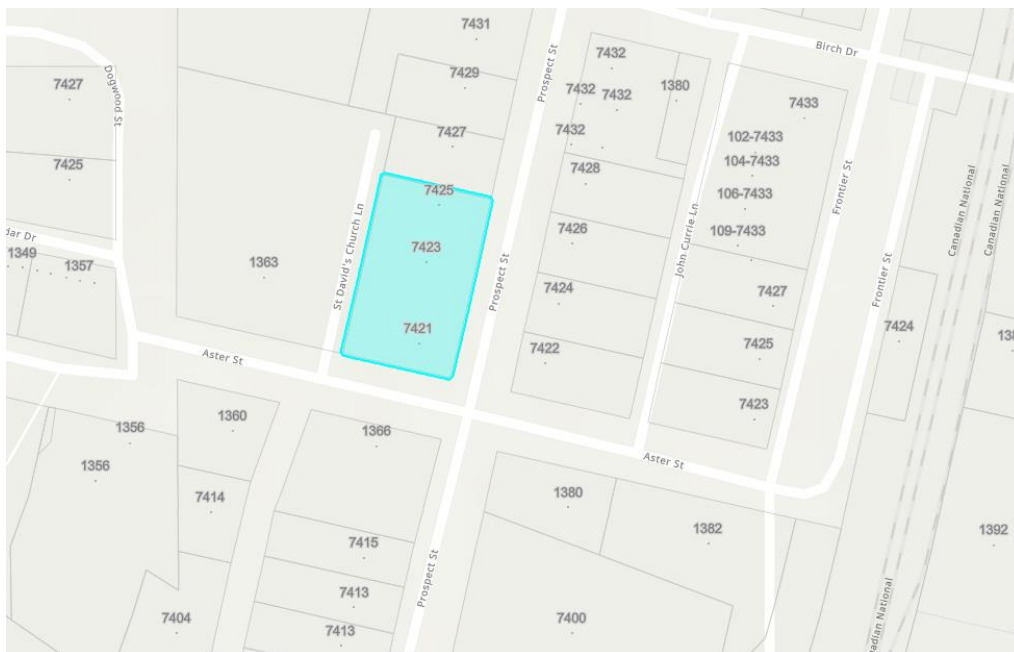 7431
7432
Birch Dr
7429
Prospect St
1380
7427
Dogwood St
7432
7432
7433
7427
7432
102-7433
104-7433
7425
7428
7425
106-7433
Frontier St
Canadian National
Canadian National
7423
7426
109-7433
dar Dr
1349
1357
1363
St David's Church Ln
Prospect St
John Currie Ln
Frontier St
7424
7427
7421
7424
7422
7425
138
Aster St
7423
1356
1360
1366
Aster St
1356
7414
1380
1382
1392
7415
Prospect St
7413
7404
7413
7400
nadian National